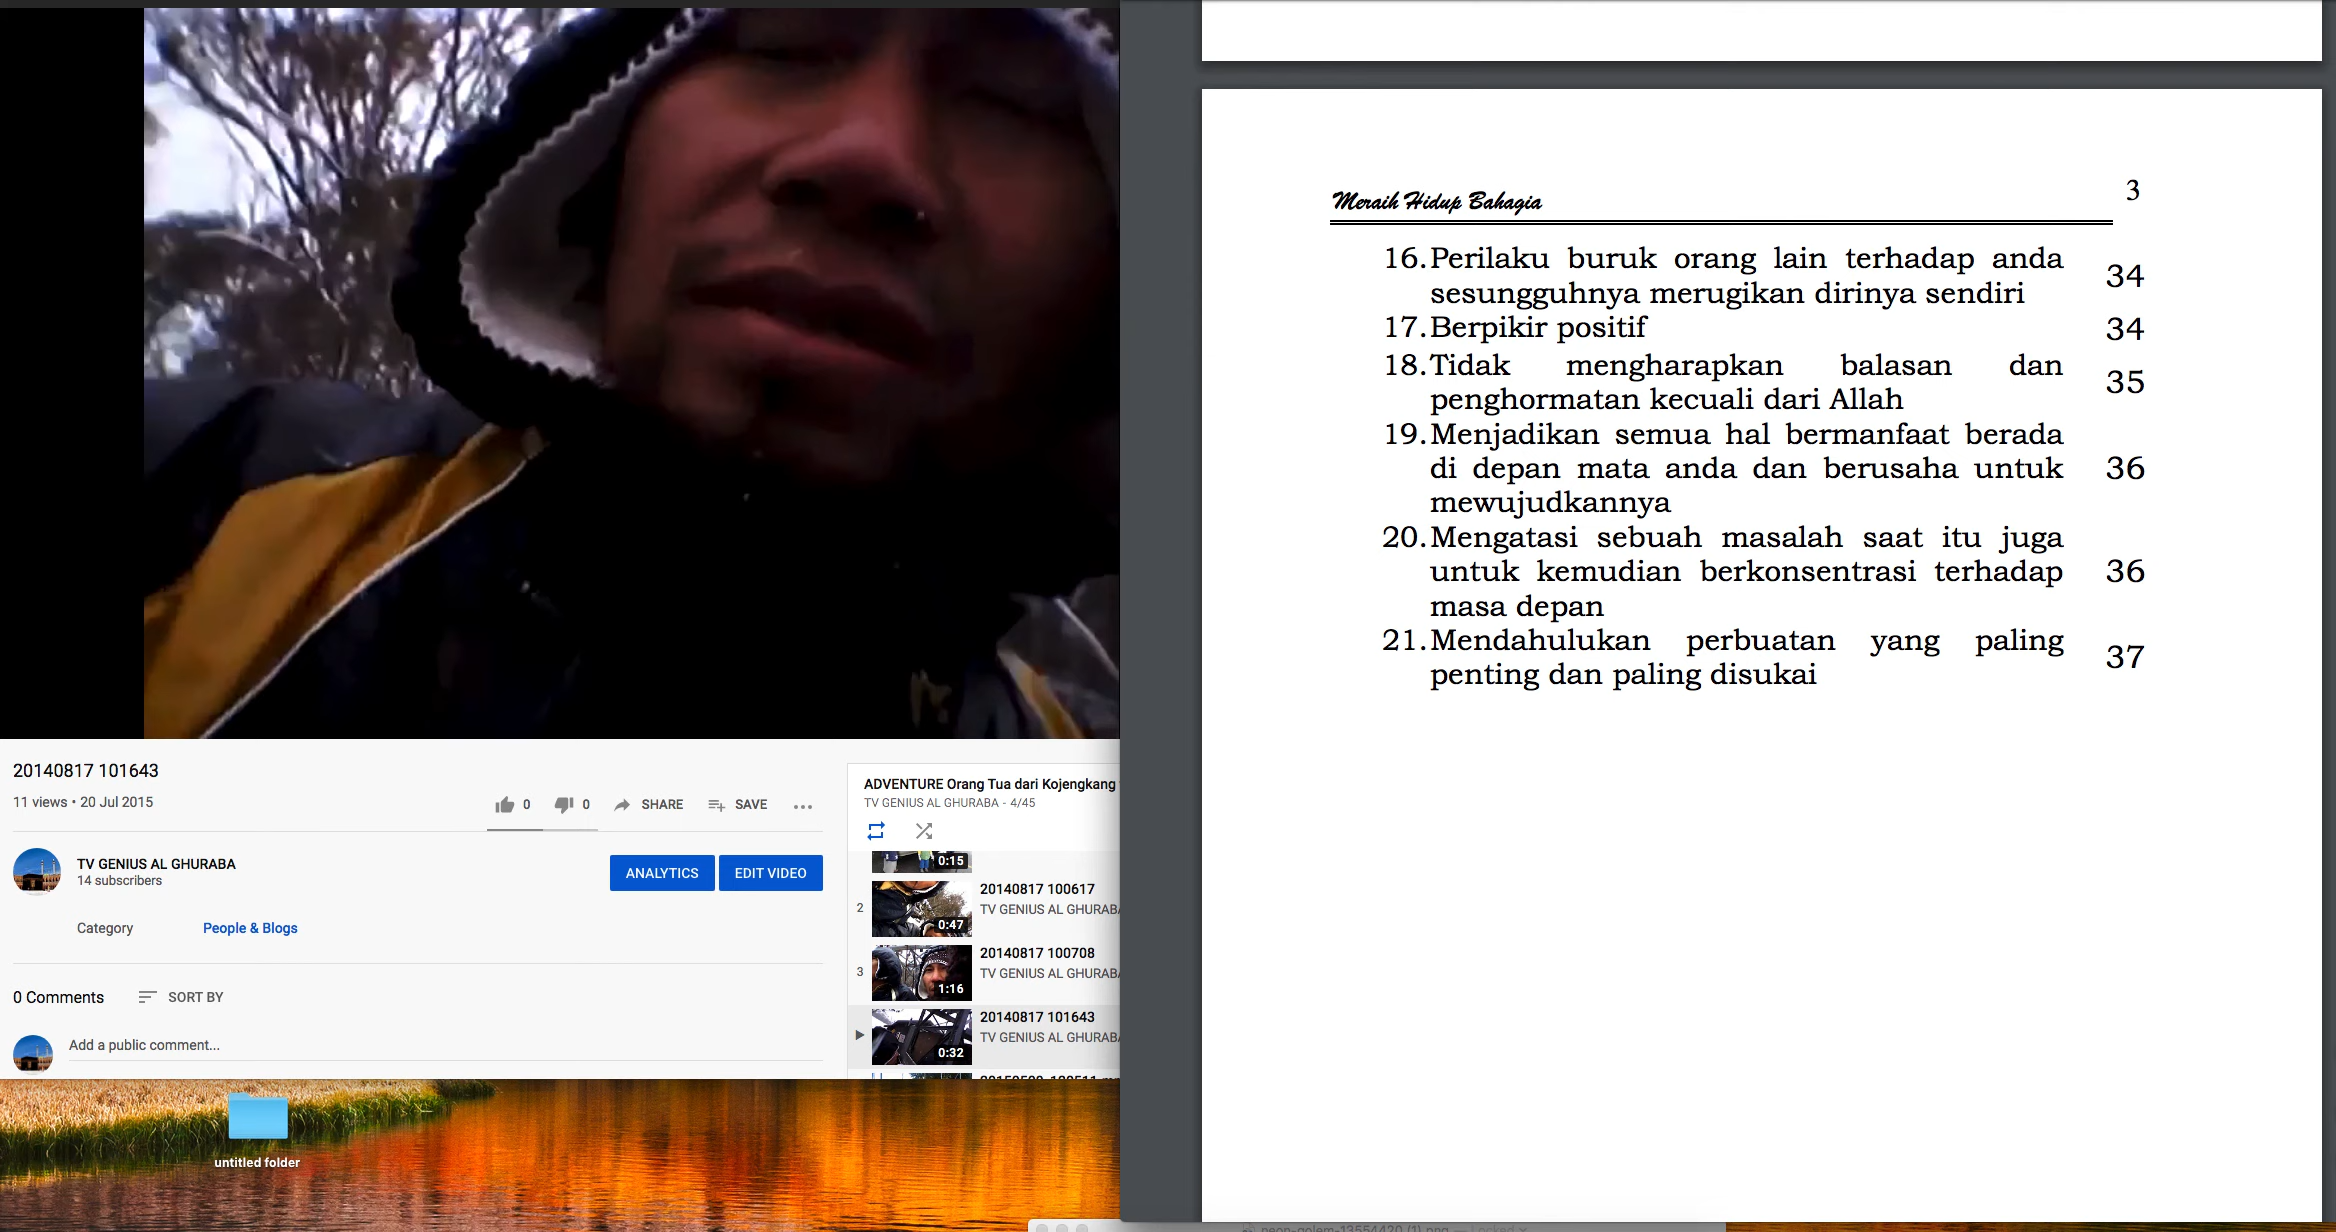 20140817 101643
11 views • 20 Jul 2015
0
0
SHARE
SAVE
TV GENIUS AL GHURABA
14 subscribers
ANALYTICS
EDIT VIDEO
Category
People & Blogs
0 Comments
SORT BY
Add a public comment...
ADVENTURE Orang Tua dari Kojengkang
TV GENIUS AL GHURABA - 4/45
0:15
2
0:47
20140817 100617
TV GENIUS AL GHURABA
3
1:16
20140817 100708
TV GENIUS AL GHURABA
0:32
20140817 101643
TV GENIUS AL GHURABA
untitled folder
Meraih Hidup Bahagia
3
16. Perilaku buruk orang lain terhadap anda
sesungguhnya merugikan dirinya sendiri
34
17. Berpikir positif
34
18. Tidak mengharapkan balasan dan
penghormatan kecuali dari Allah
35
19. Menjadikan semua hal bermanfaat berada
di depan mata anda dan berusaha untuk
mewujudkannya
36
20. Mengatasi sebuah masalah saat itu juga
untuk kemudian berkonsentrasi terhadap
masa depan
36
21. Mendahulukan perbuatan yang paling
penting dan paling disukai
37